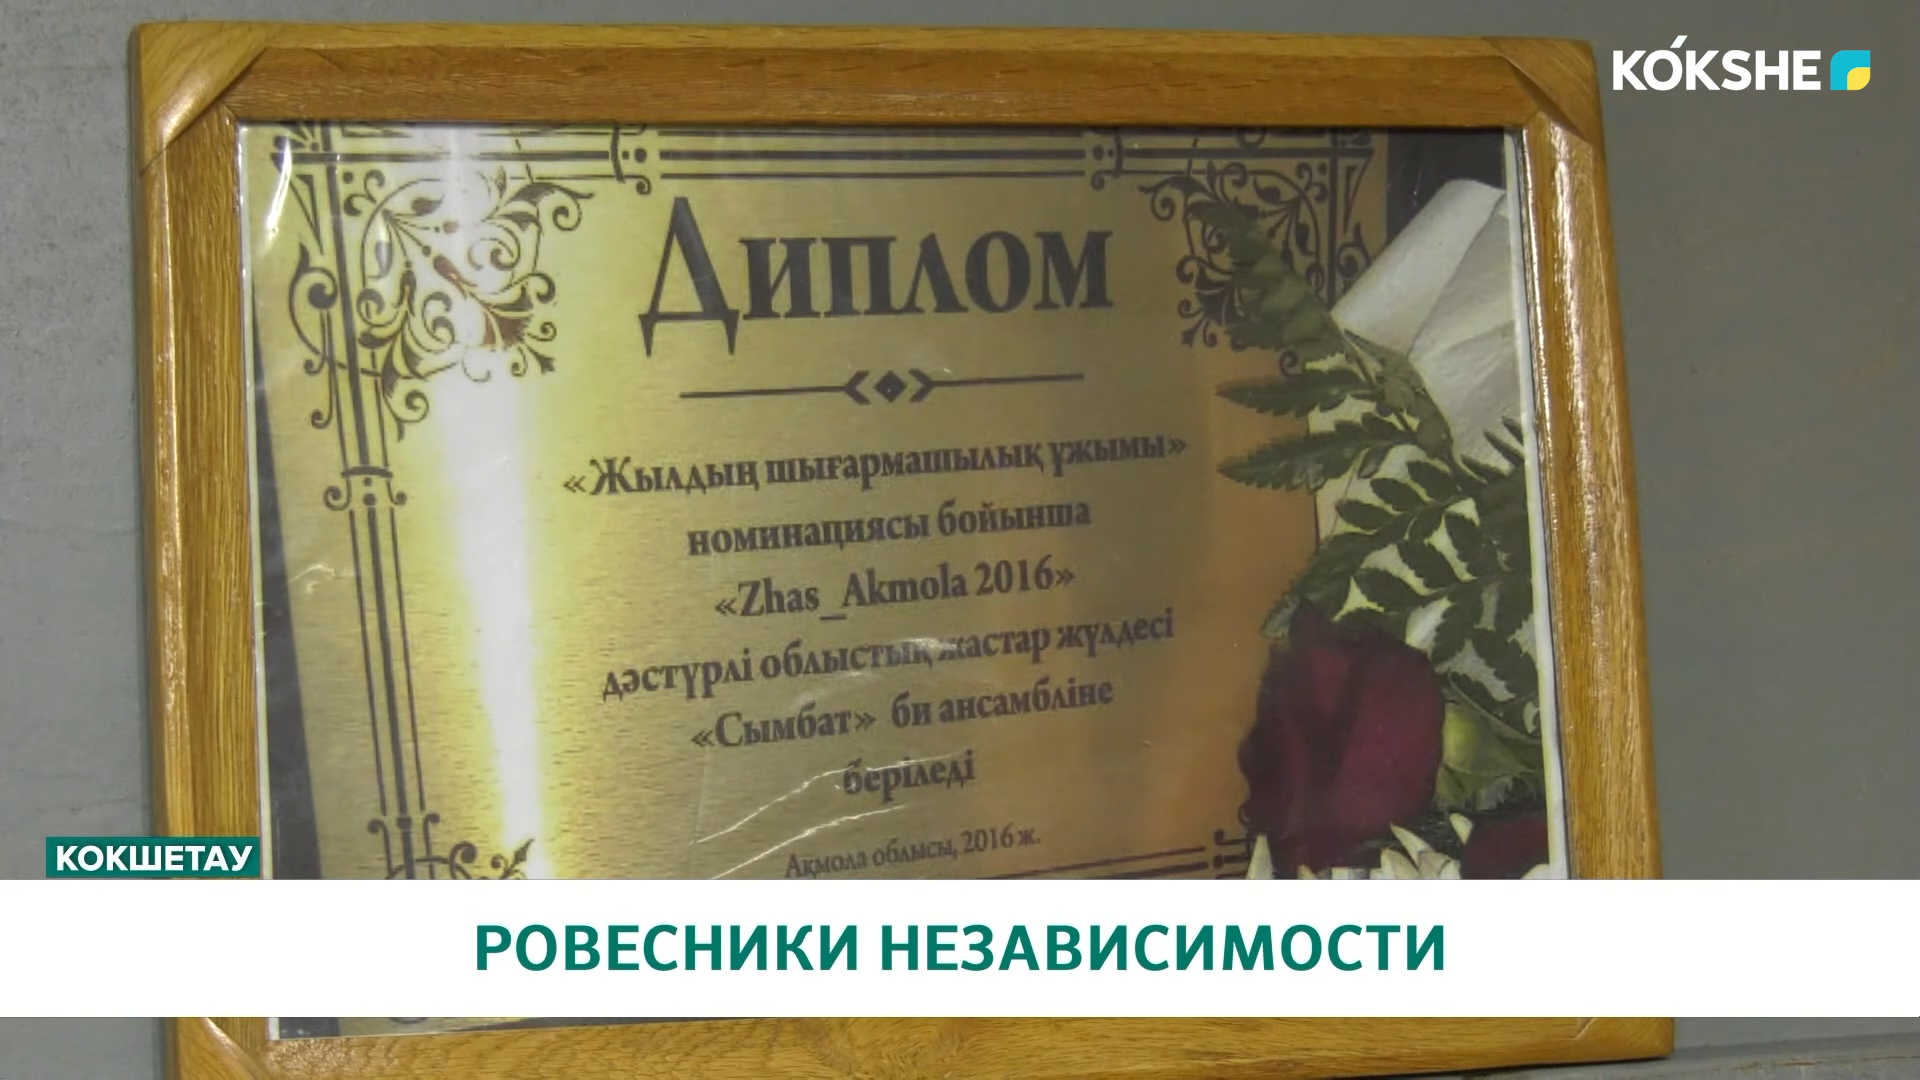 KÓKSHE
Диплом
«Жылдың шығармашылық ұжымы»
номинациясы бойынша
«Zhas_Akmola 2016»
дәстүрлі облыстық жастар жүлдесі
«Сымбат» би ансамбліне
беріледі
Ақмола облысы, 2016 ж.
КОКШЕТАУ
РОВЕСНИКИ НЕЗАВИСИМОСТИ